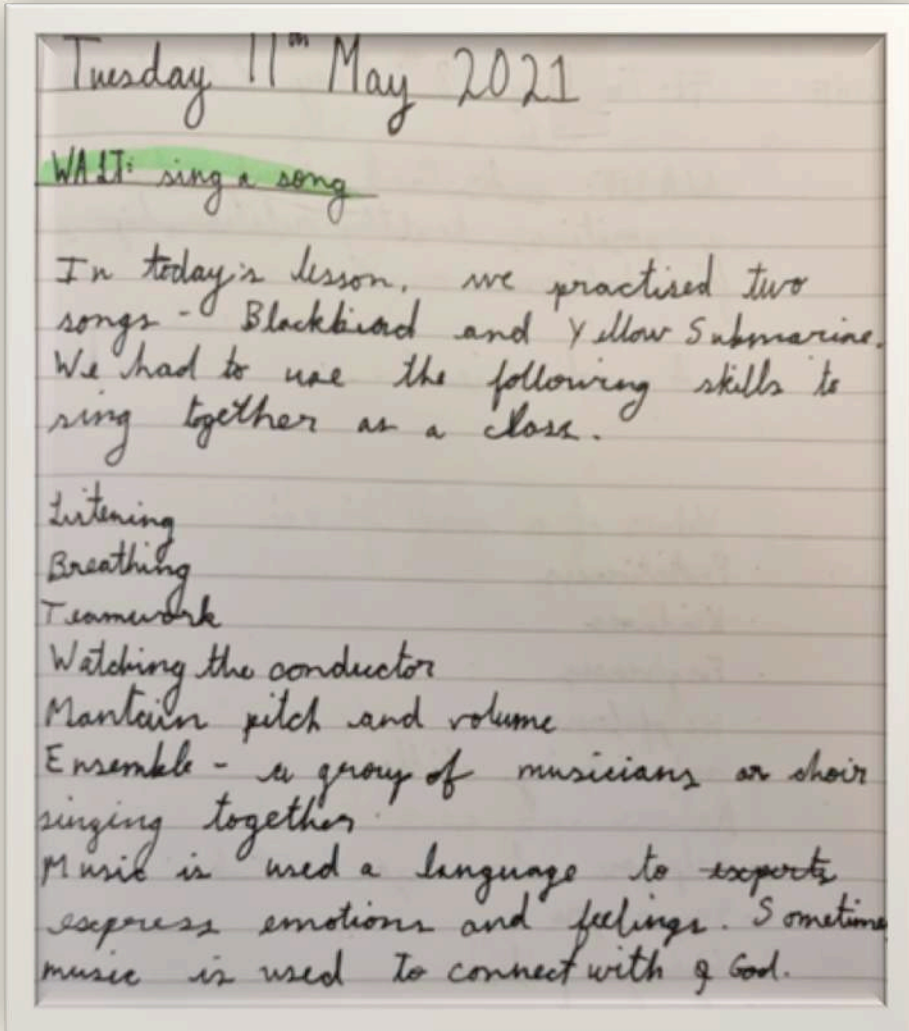 Tuesday 11th May 2021
WALT: sing a song
In today's lesson, we practised two
songs - Blackbird and Yellow Submarine.
We had to use the following skills to
sing together as a class.
Listening
Breathing
Teamwork
Watching the conductor
Mantain pitch and volume
Ensemble - a group of musicians or choir
singing together
Music is used a language to experts
express emotions and feelings. Sometime
music is used to connect with g God.